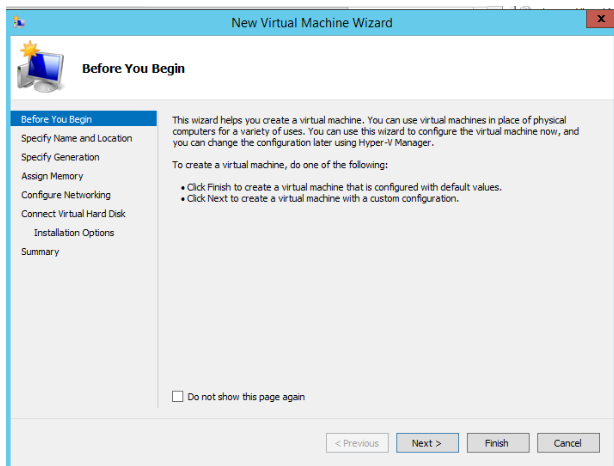 New Virtual Machine Wizard
x
Before You Begin
Before You Begin
Specify Name and Location
Specify Generation
Assign Memory
Configure Networking
Connect Virtual Hard Disk
Installation Options
Summary
This wizard helps you create a virtual machine. You can use virtual machines in place of physical
computers for a variety of uses. You can use this wizard to configure the virtual machine now, and
you can change the configuration later using Hyper-V Manager.
To create a virtual machine, do one of the following:
• Click Finish to create a virtual machine that is configured with default values.
• Click Next to create a virtual machine with a custom configuration.
Do not show this page again
< Previous
Next >
Finish
Cancel